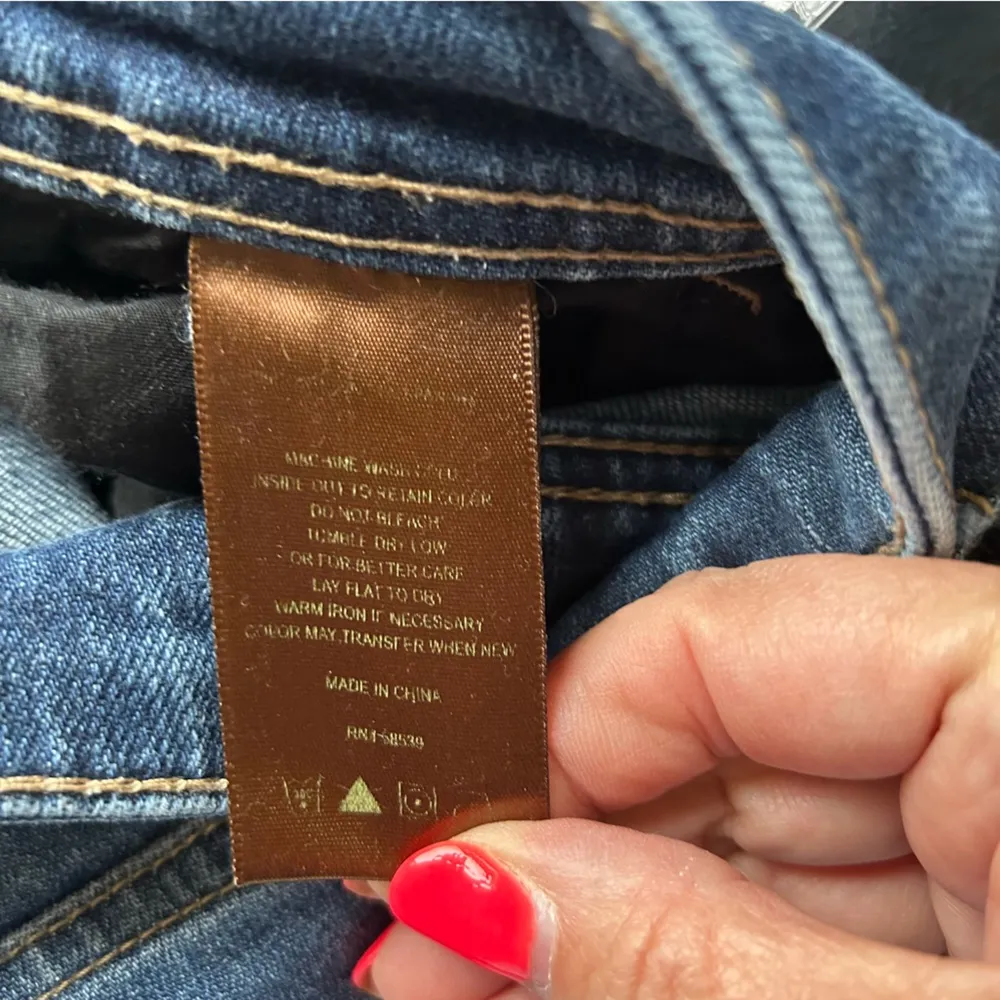 MACHINE WASH COLD
INSIDE OUT TO RETAIN COLOR
DO NOT BLEACH
TUMBLE DRY LOW
OR FOR BETTER CARE
LAY FLAT TO DRY
WARM IRON IF NECESSARY
COLOR MAY TRANSFER WHEN NEW
MADE IN CHINA